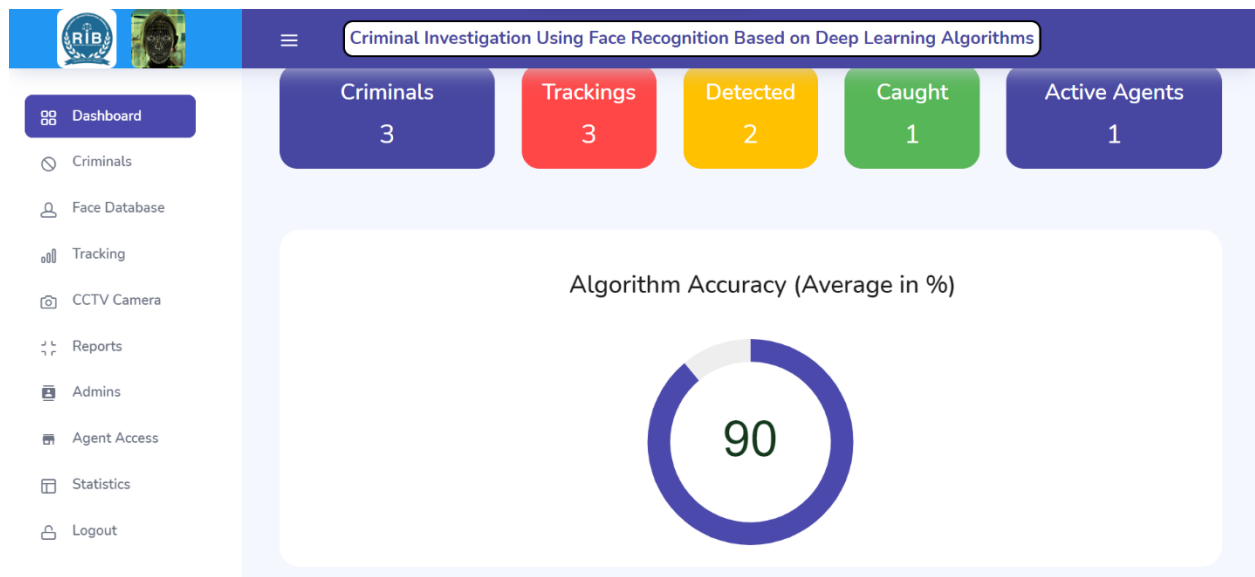 RIB
Criminal Investigation Using Face Recognition Based on Deep Learning Algorithms
Dashboard
Criminals
Face Database
Tracking
CCTV Camera
Reports
Admins
Agent Access
Statistics
Logout
Criminals
3
Trackings
3
Detected
2
Caught
1
Active Agents
1
Algorithm Accuracy (Average in %)
90